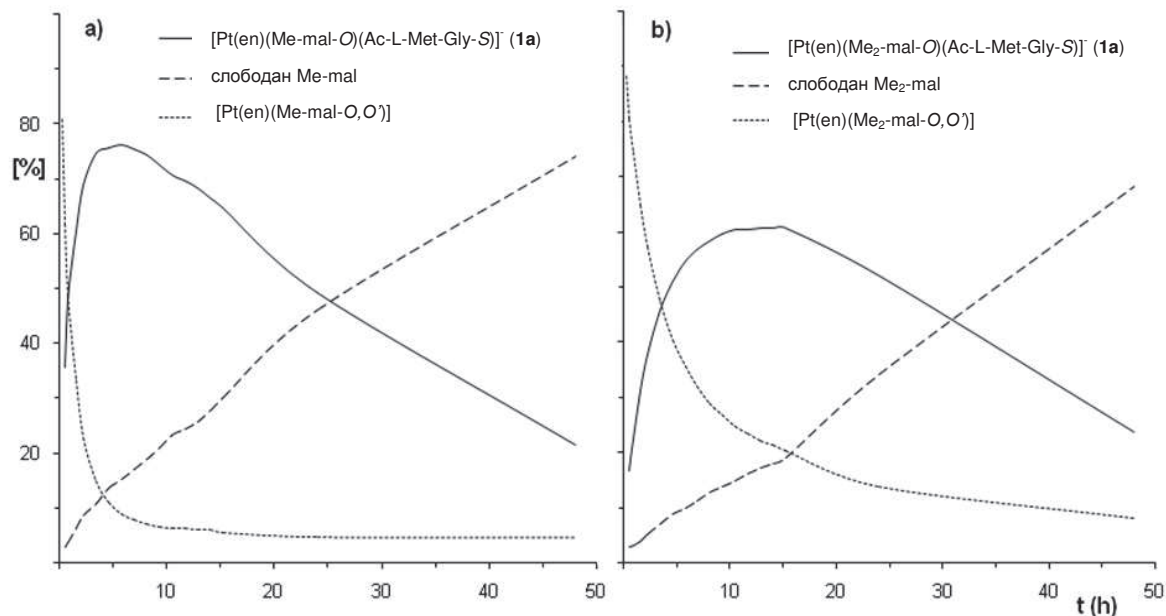 a)
[Pt(en)(Me-mal-O)(Ac-L-Met-Gly-S)]⁻ (1a)
слободан Me-mal
[Pt(en)(Me-mal-O,O')]
80
[%]
60
40
20
10
20
30
40
50
b)
[Pt(en)(Me₂-mal-O)(Ac-L-Met-Gly-S)]⁻ (1a)
слободан Me₂-mal
[Pt(en)(Me₂-mal-O,O')]
10
20
30
40
50
t (h)